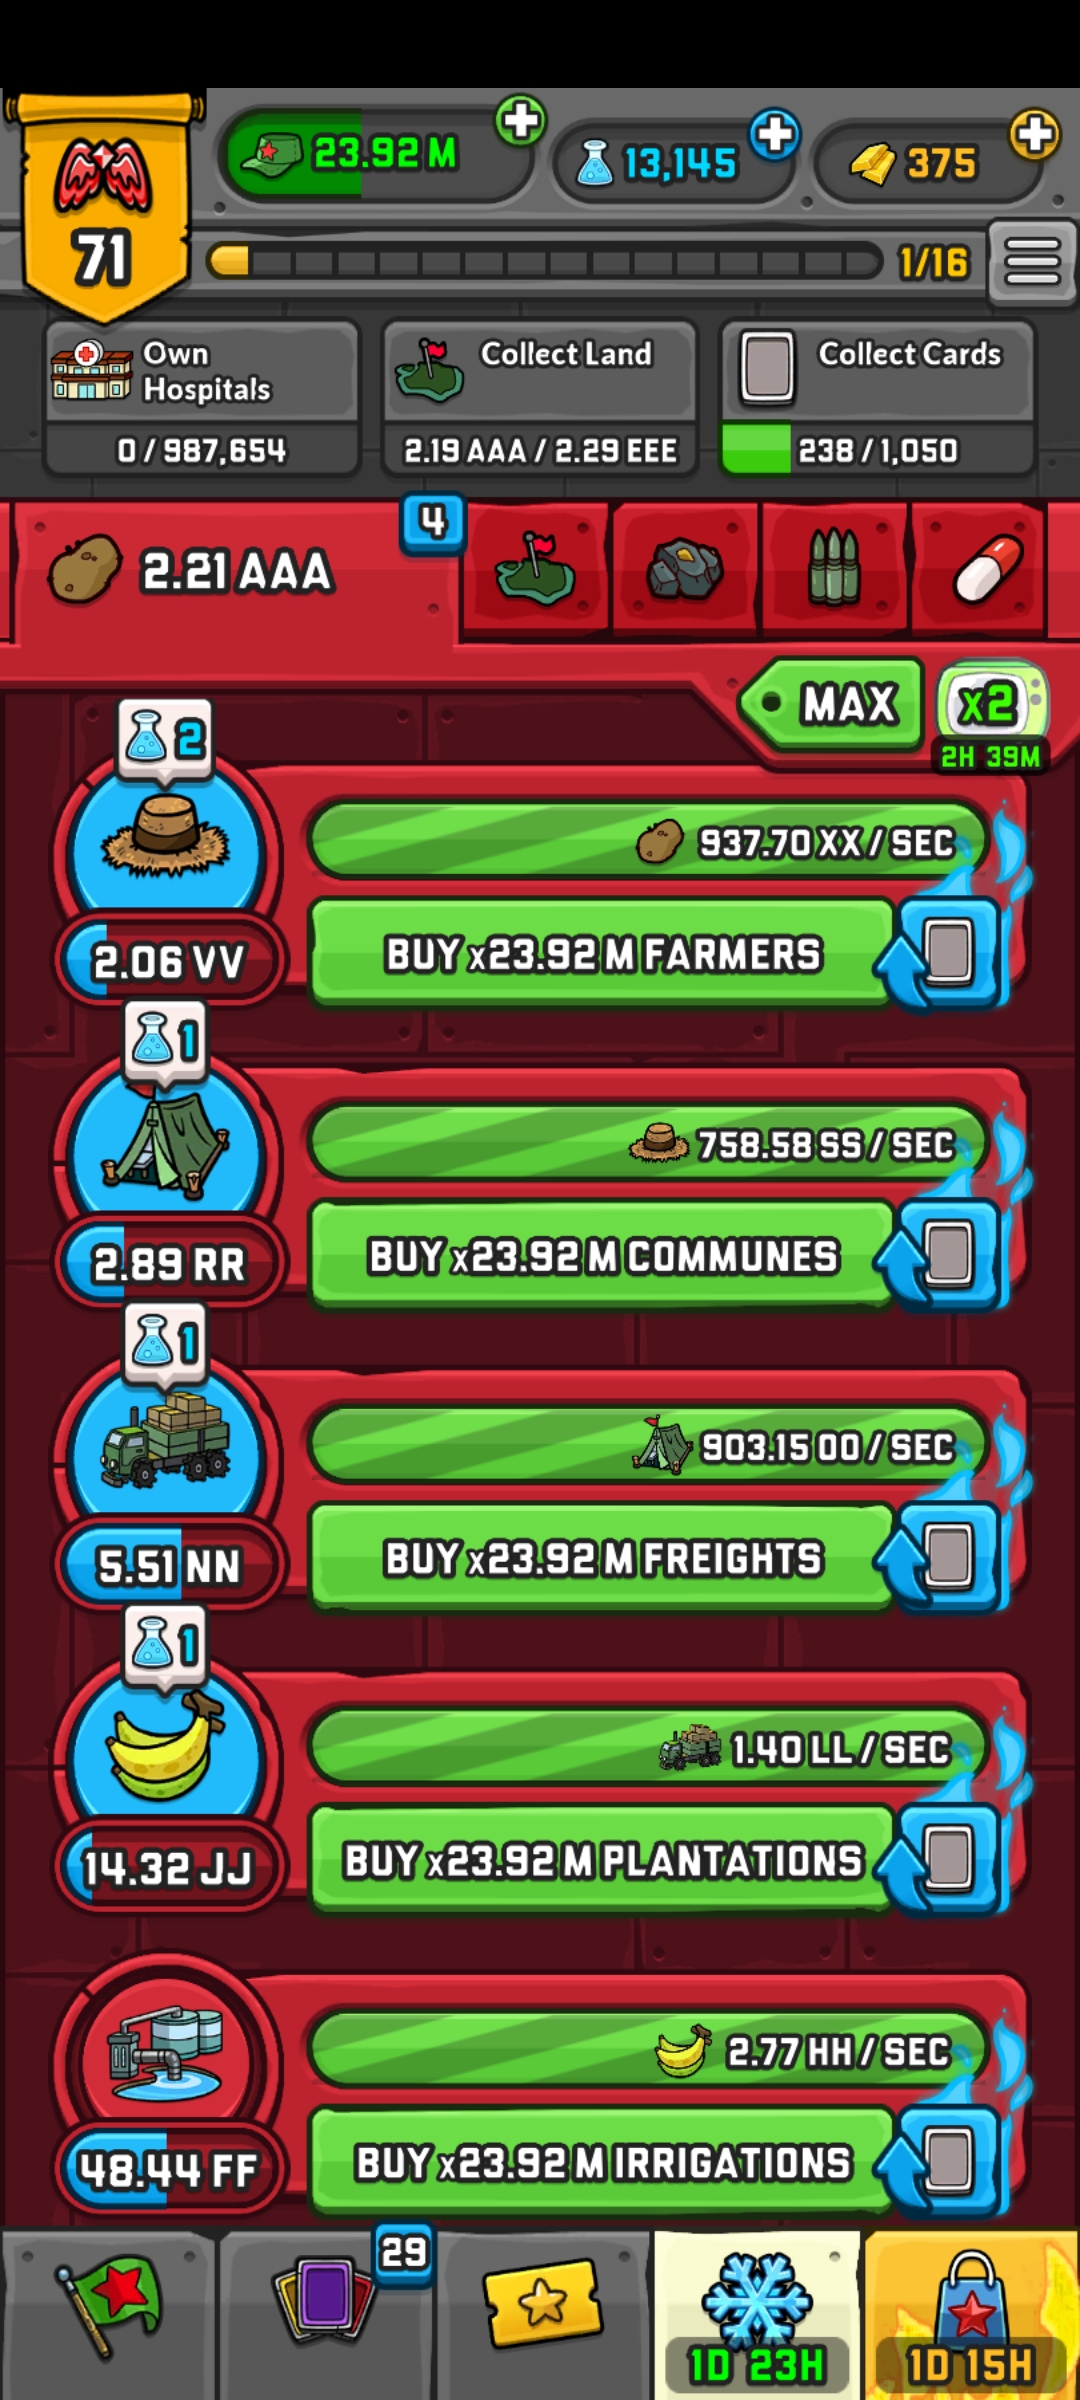 23.92 M
13,145
375
71
1/16
Own
Hospitals
0 / 987,654
Collect Land
2.19 AAA / 2.29 EEE
Collect Cards
238 / 1,050
2.21 AAA
4
MAX
x2
2H 39M
2
937.70 XX / SEC
BUY x23.92 M FARMERS
2.06 VV
1
758.58 SS / SEC
BUY x23.92 M COMMUNES
2.89 RR
1
903.15 OO / SEC
BUY x23.92 M FREIGHTS
5.51 NN
1
1.40 LL / SEC
BUY x23.92 M PLANTATIONS
14.32 JJ
2.77 HH / SEC
BUY x23.92 M IRRIGATIONS
48.44 FF
29
1D 23H
1D 15H